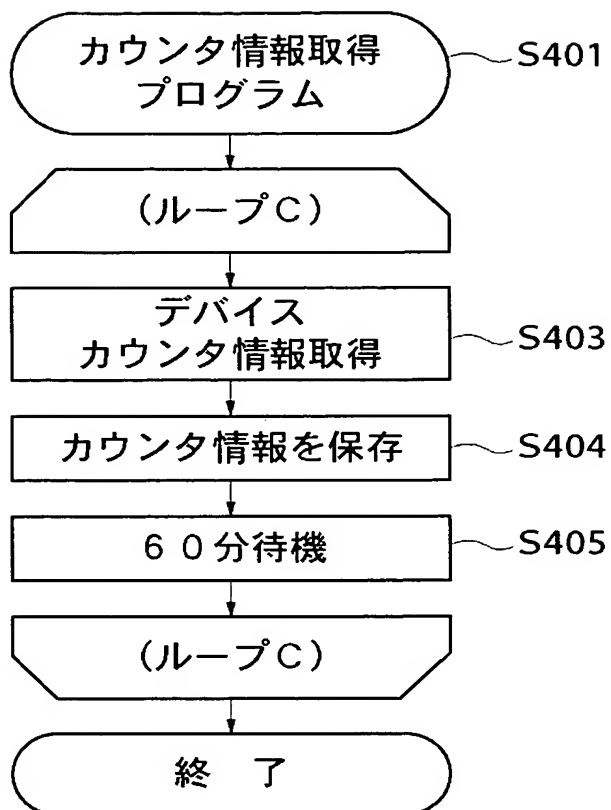 カウンタ情報取得
プログラム
S401
(ループC)
デバイス
カウンタ情報取得
S403
カウンタ情報を保存
S404
60分待機
S405
(ループC)
終 了